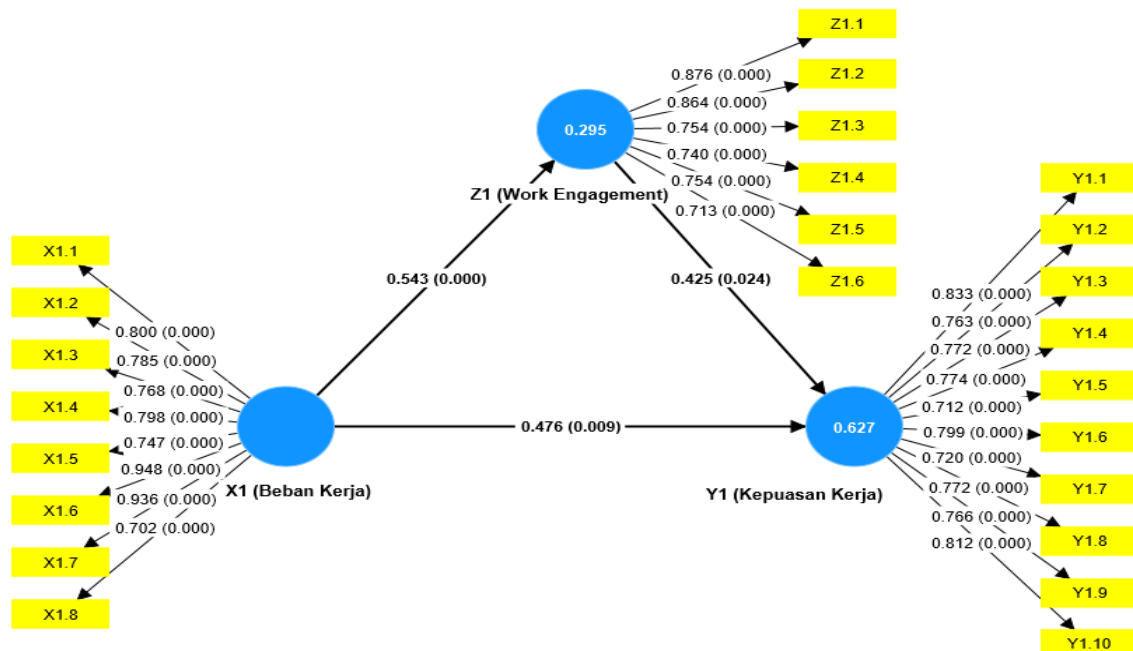 Z1.1
0.876 (0.000)
Z1.2
0.864 (0.000)
0.295
0.754 (0.000)
Z1.3
0.740 (0.000)
Z1.4
0.754 (0.000)
Z1 (Work Engagement)
0.713 (0.000)
Z1.5
Z1.6
X1.1
X1.2
X1.3
X1.4
X1.5
X1.6
X1.7
X1.8
0.800 (0.000)
0.785 (0.000)
0.768 (0.000)
0.798 (0.000)
0.747 (0.000)
0.948 (0.000)
0.936 (0.000)
0.702 (0.000)
X1 (Beban Kerja)
0.543 (0.000)
0.425 (0.024)
0.476 (0.009)
0.627
Y1 (Kepuasan Kerja)
0.833 (0.000)
0.763 (0.000)
0.772 (0.000)
0.774 (0.000)
0.712 (0.000)
0.799 (0.000)
0.720 (0.000)
0.772 (0.000)
0.766 (0.000)
0.812 (0.000)
Y1.1
Y1.2
Y1.3
Y1.4
Y1.5
Y1.6
Y1.7
Y1.8
Y1.9
Y1.10